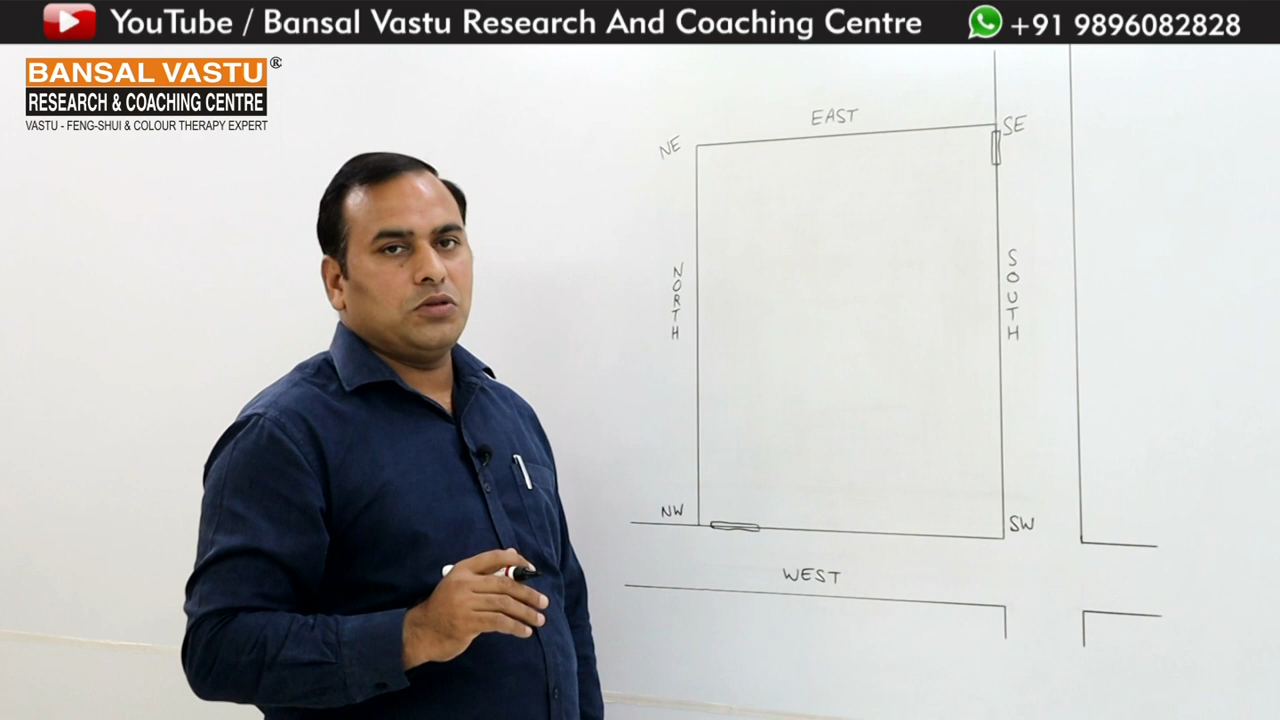 YouTube / Bansal Vastu Research And Coaching Centre
+91 9896082828
BANSAL VASTU®
RESEARCH & COACHING CENTRE
VASTU - FENG-SHUI & COLOUR THERAPY EXPERT
EAST
NE
SE
NORTH
SOUTH
NW
SW
WEST